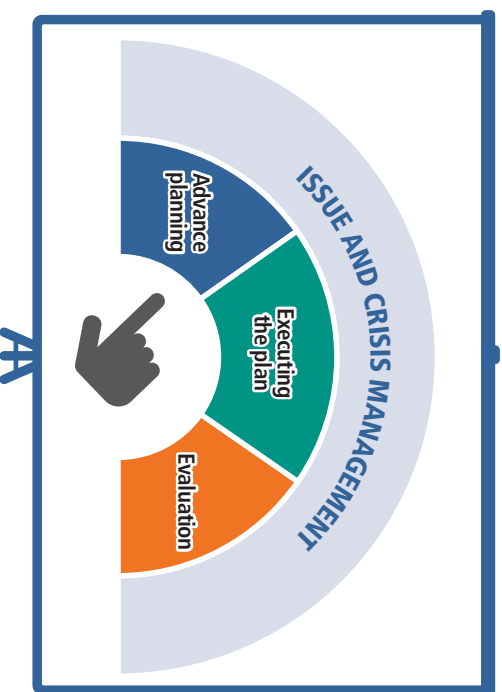 ISSUE AND CRISIS MANAGEMENT
Advance
planning
Executing
the plan
Evaluation